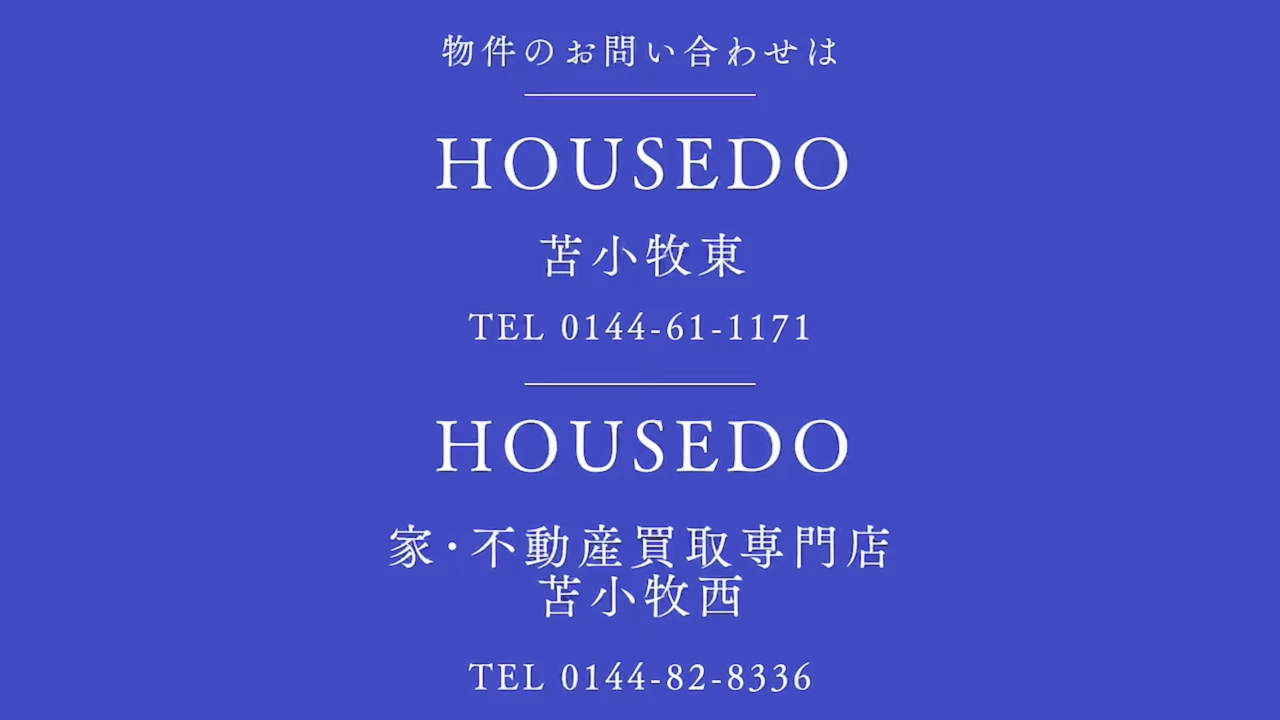 物件のお問い合わせは
HOUSEDO
苫小牧東
TEL 0144-61-1171
HOUSEDO
家・不動産買取専門店
苫小牧西
TEL 0144-82-8336